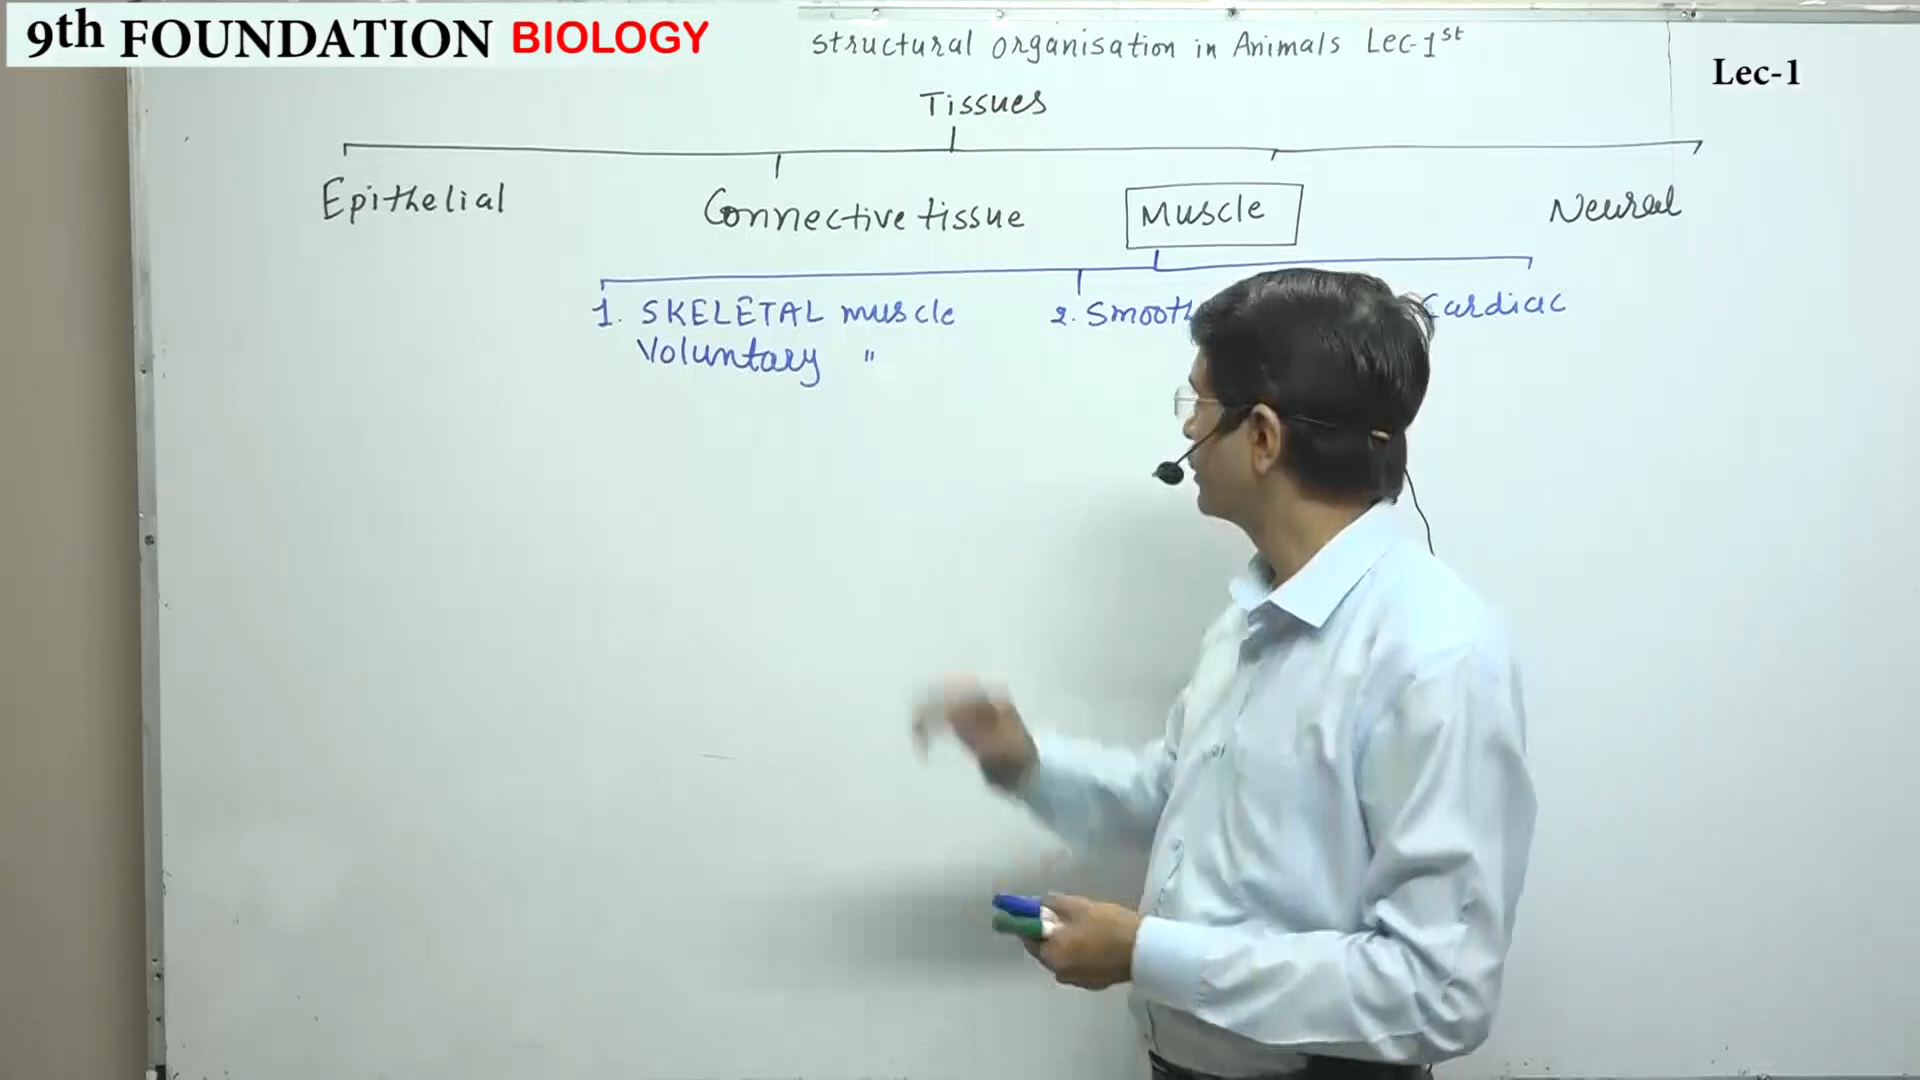 9th FOUNDATION BIOLOGY
Structural organisation in Animals Lec-1st
Lec-1
Tissues
Epithelial Connective tissue Muscle Neural
1. SKELETAL muscle 2. Smooth Cardiac
Voluntary "